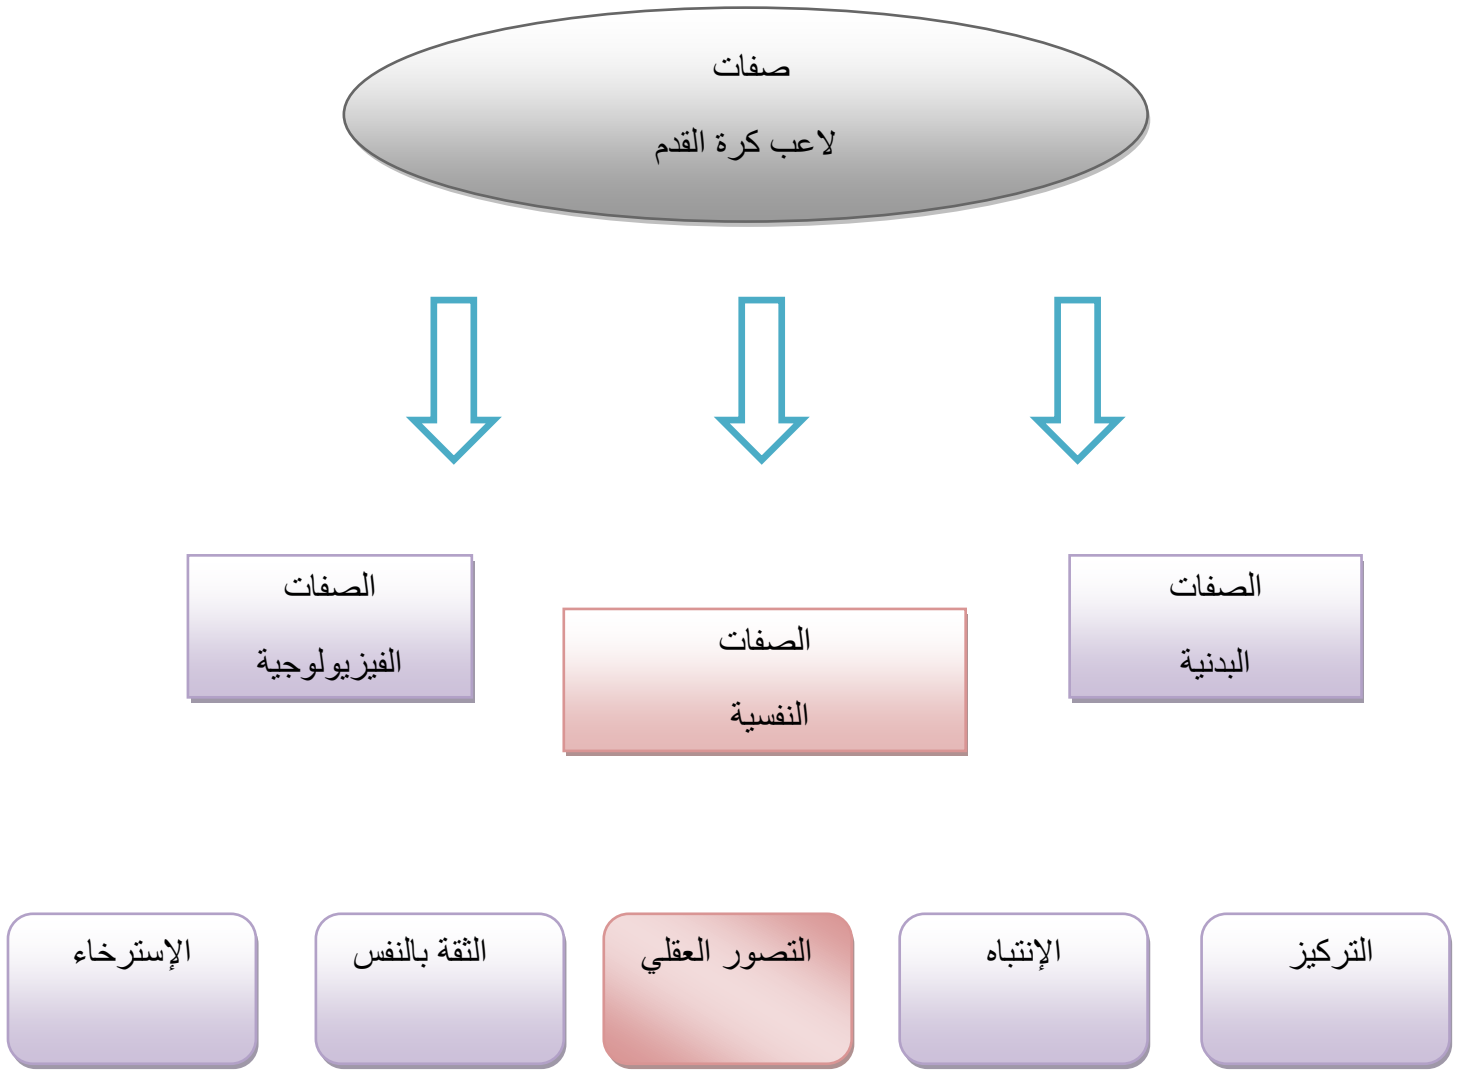 صفات
لاعب كرة القدم
الصفات
البدنية
الصفات
النفسية
الصفات
الفيزيولوجية
التركيز
الإنتباه
التصور العقلي
الثقة بالنفس
الإسترخاء